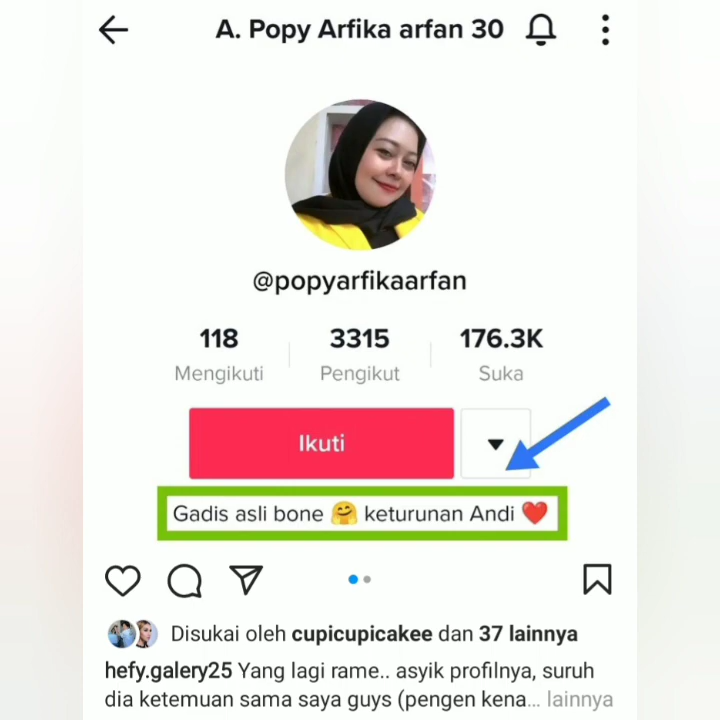 A. Popy Arfika arfan 30
@popyarfikaarfan
118 3315 176.3K
Mengikuti Pengikut Suka
Ikuti
Gadis asli bone 🤗 keturunan Andi ❤️
Disukai oleh cupicupicakee dan 37 lainnya
hefy.galery25 Yang lagi rame.. asyik profilnya, suruh
dia ketemuan sama saya guys (pengen kena... lainnya